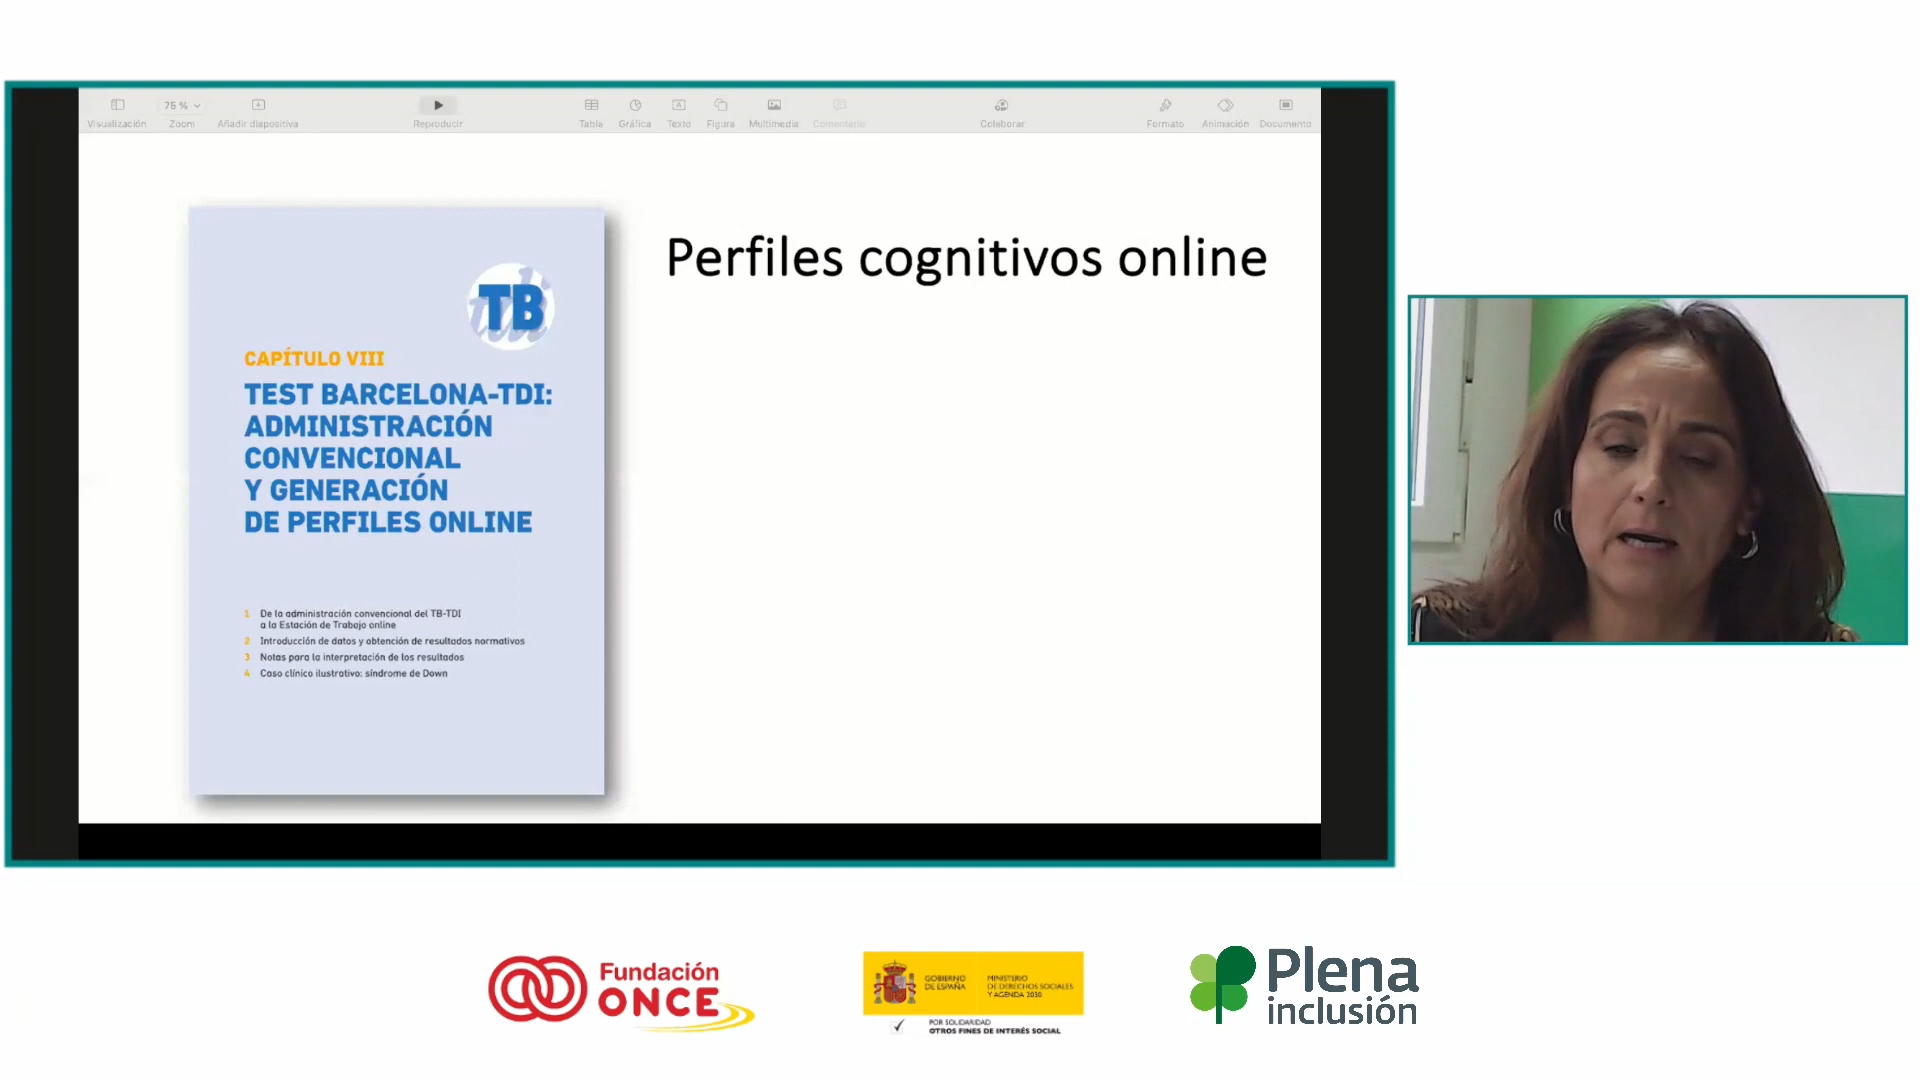 Visualización
75 %
Zoom
Añadir diapositiva
Reproducir
Tabla
Gráfica
Texto
Figura
Multimedia
Comentario
Colaborar
Formato
Animación
Documento
Perfiles cognitivos online
TB
CAPÍTULO VIII
TEST BARCELONA-TDI:
ADMINISTRACIÓN
CONVENCIONAL
Y GENERACIÓN
DE PERFILES ONLINE
1 De la administración convencional del TB-TDI
a la Estación de Trabajo online
2 Introducción de datos y obtención de resultados normativos
3 Notas para la interpretación de los resultados
4 Caso clínico ilustrativo: síndrome de Down
Fundación
ONCE
GOBIERNO
DE ESPAÑA
MINISTERIO
DE DERECHOS SOCIALES
Y AGENDA 2030
POR SOLIDARIDAD
OTROS FINES DE INTERÉS SOCIAL
Plena
inclusión